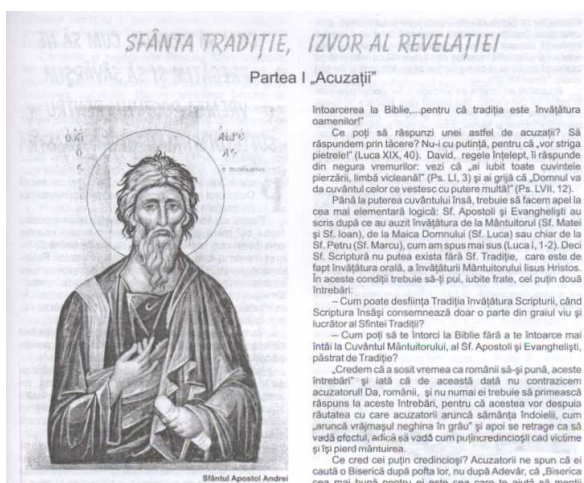 SFÂNTA TRADIȚIE, IZVOR AL REVELAȚIEI
Partea I „Acuzații”
Sfântul Apostol Andrei
întoarcerea la Biblie,...pentru că tradiția este învățătura
oamenilor!”
Ce poți să răspunzi unei astfel de acuzații? Să
răspundem prin tăcere? Nu-i cu putință, pentru că „vor striga
pietrele!” (Luca XIX, 40). David, regele înțelept, îi răspunde
din negura vremurilor: vezi că „ai iubit toate cuvintele
pierzării, limbă vicleană!” (Ps. LI, 3) și ai grijă că „Domnul va
da cuvântul celor ce vestesc cu putere multă!” (Ps. LVII, 12).
Până la puterea cuvântului însă, trebuie să facem apel la
cea mai elementară logică: Sf. Apostoli și Evangheliști au
scris după ce au auzit învățătura de la Mântuitorul (Sf. Matei
și Sf. Ioan), de la Maica Domnului (Sf. Luca) sau chiar de la
Sf. Petru (Sf. Marcu), cum am spus mai sus (Luca I, 1-2). Deci
Sf. Scriptură nu putea exista fără Sf. Tradiție, care este de
fapt învățătura orală, a învățăturii Mântuitorului Iisus Hristos.
În aceste condiții trebuie să-ți pui, iubite frate, cel puțin două
întrebări:
– Cum poate desființa Tradiția învățătura Scripturii, când
Scriptura însăși consemnează doar o parte din graiul viu și
lucrător al Sfintei Tradiții?
– Cum poți să te întorci la Biblie fără a te întoarce mai
întâi la Cuvântul Mântuitorului, al Sf. Apostoli și Evangheliști,
păstrat de Tradiție?
„Credem că a sosit vremea ca românii să-și pună, aceste
întrebări” și iată că de această dată nu contrazicem
acuzatorul! Da, românii, și nu numai ei trebuie să primească
răspuns la aceste întrebări, pentru că acestea vor despuia
răutatea cu care acuzatorii aruncă sămânța îndoielii, cum
„aruncă vrăjmașul neghina în grâu” și apoi se retrage ca să
vadă efectul, adică să vadă cum puțincredincioșii cad victime
și își pierd mântuirea.
Ce cred cei puțin credincioși? Acuzatorii ne spun că ei
caută o Biserică după pofta lor, nu după Adevăr, că „Biserica
cea mai bună pentru ei este cea care te ajută să menții